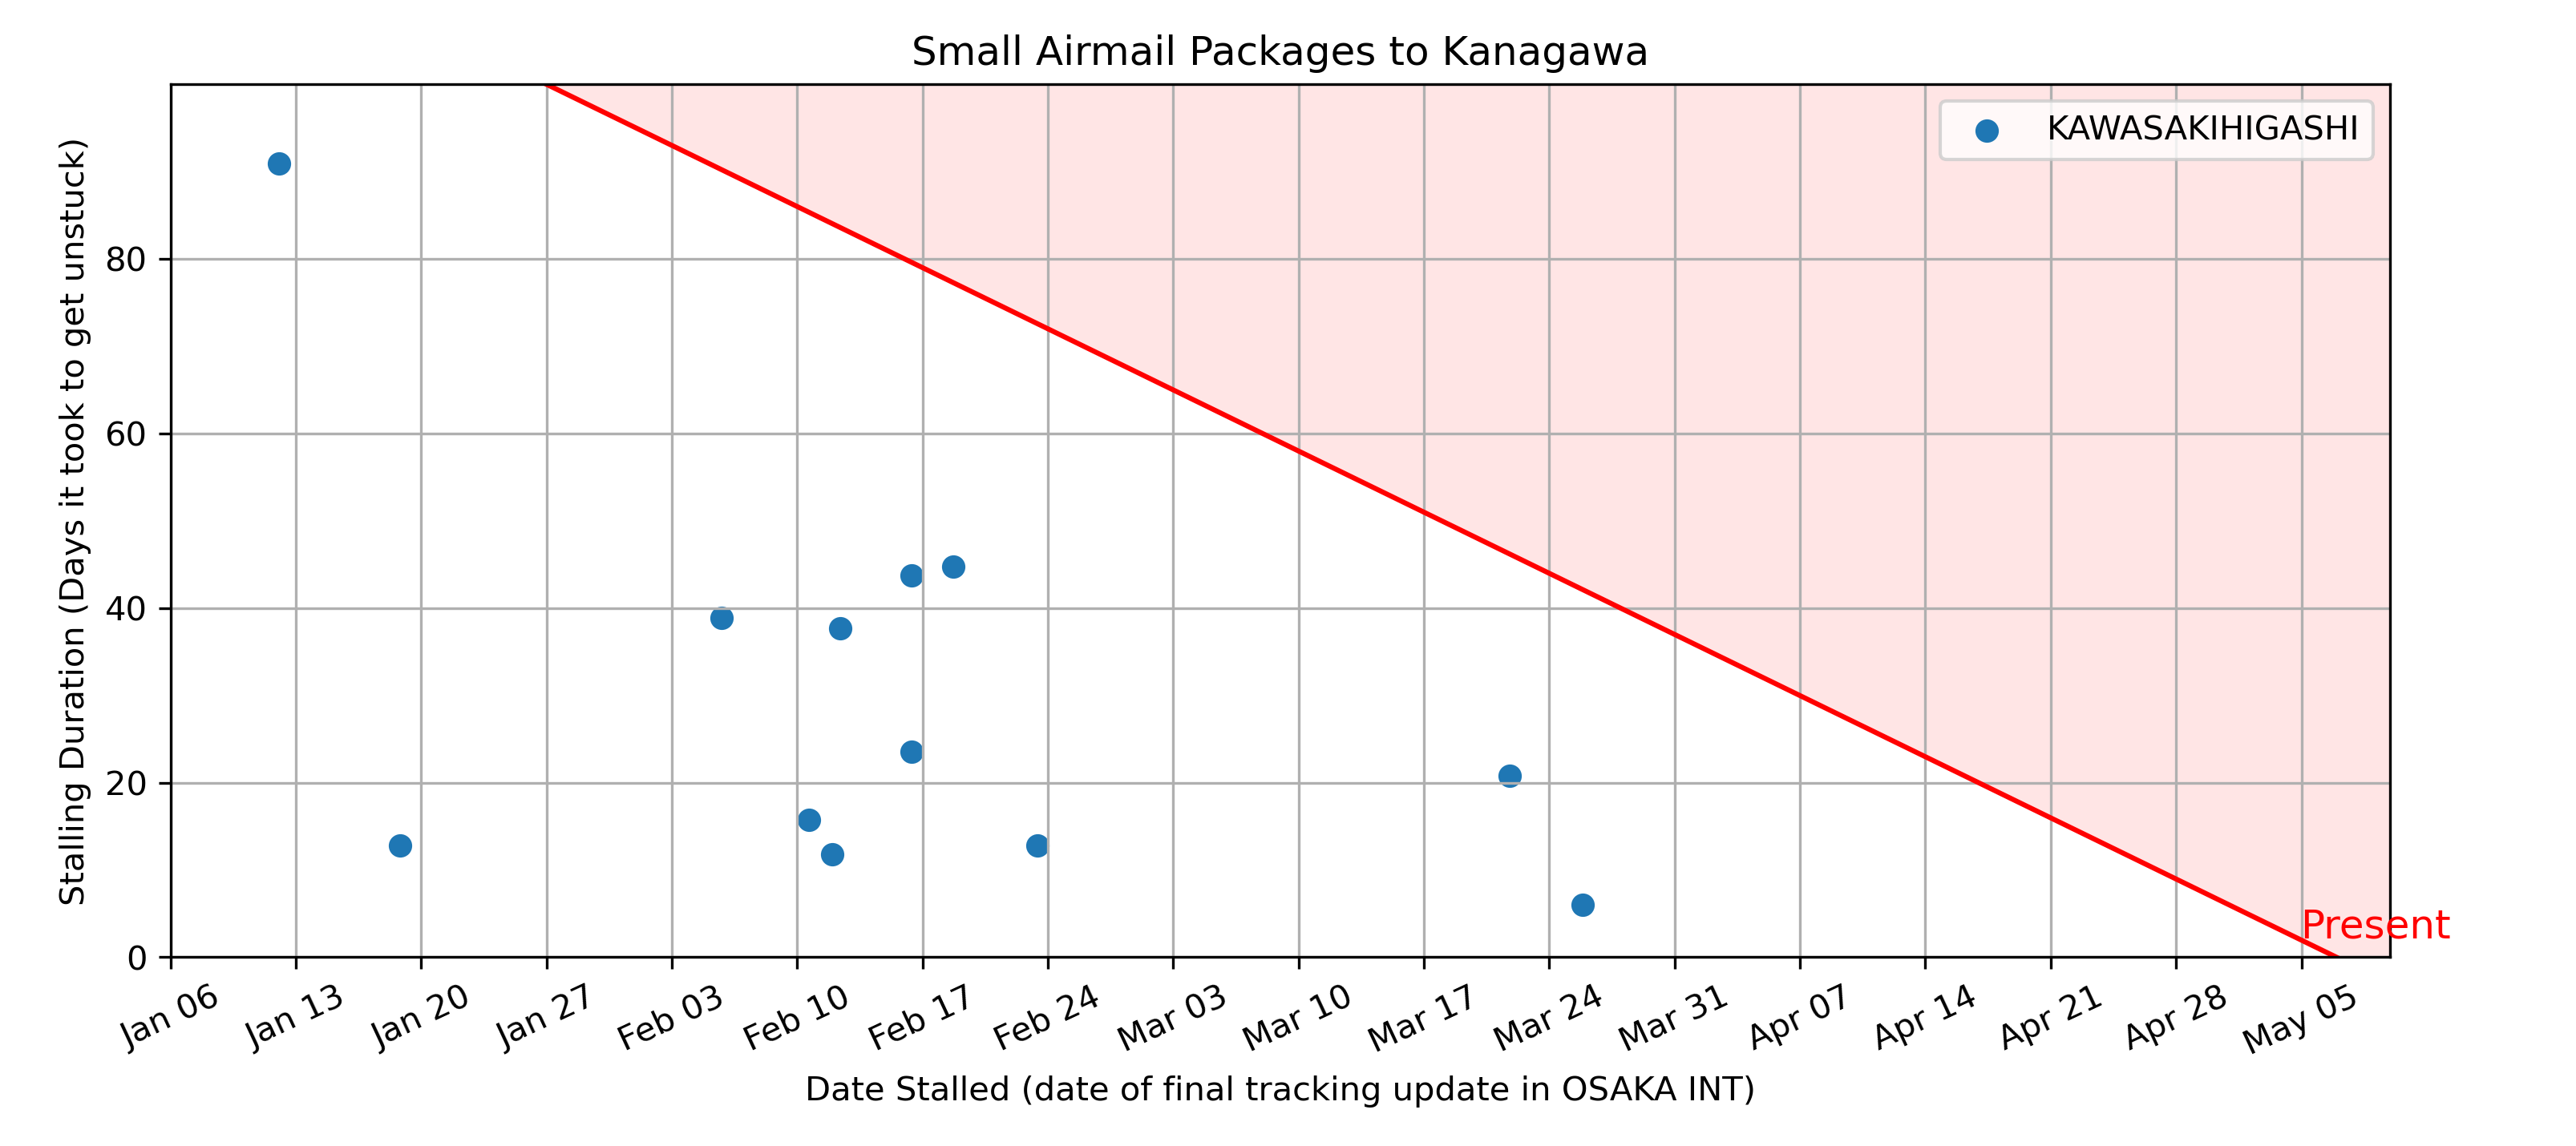 Small Airmail Packages to Kanagawa
KAWASAKIHIGASHI
Stalling Duration (Days it took to get unstuck)
80
60
40
20
0
Present
Jan 06
Jan 13
Jan 20
Jan 27
Feb 03
Feb 10
Feb 17
Feb 24
Mar 03
Mar 10
Mar 17
Mar 24
Mar 31
Apr 07
Apr 14
Apr 21
Apr 28
May 05
Date Stalled (date of final tracking update in OSAKA INT)